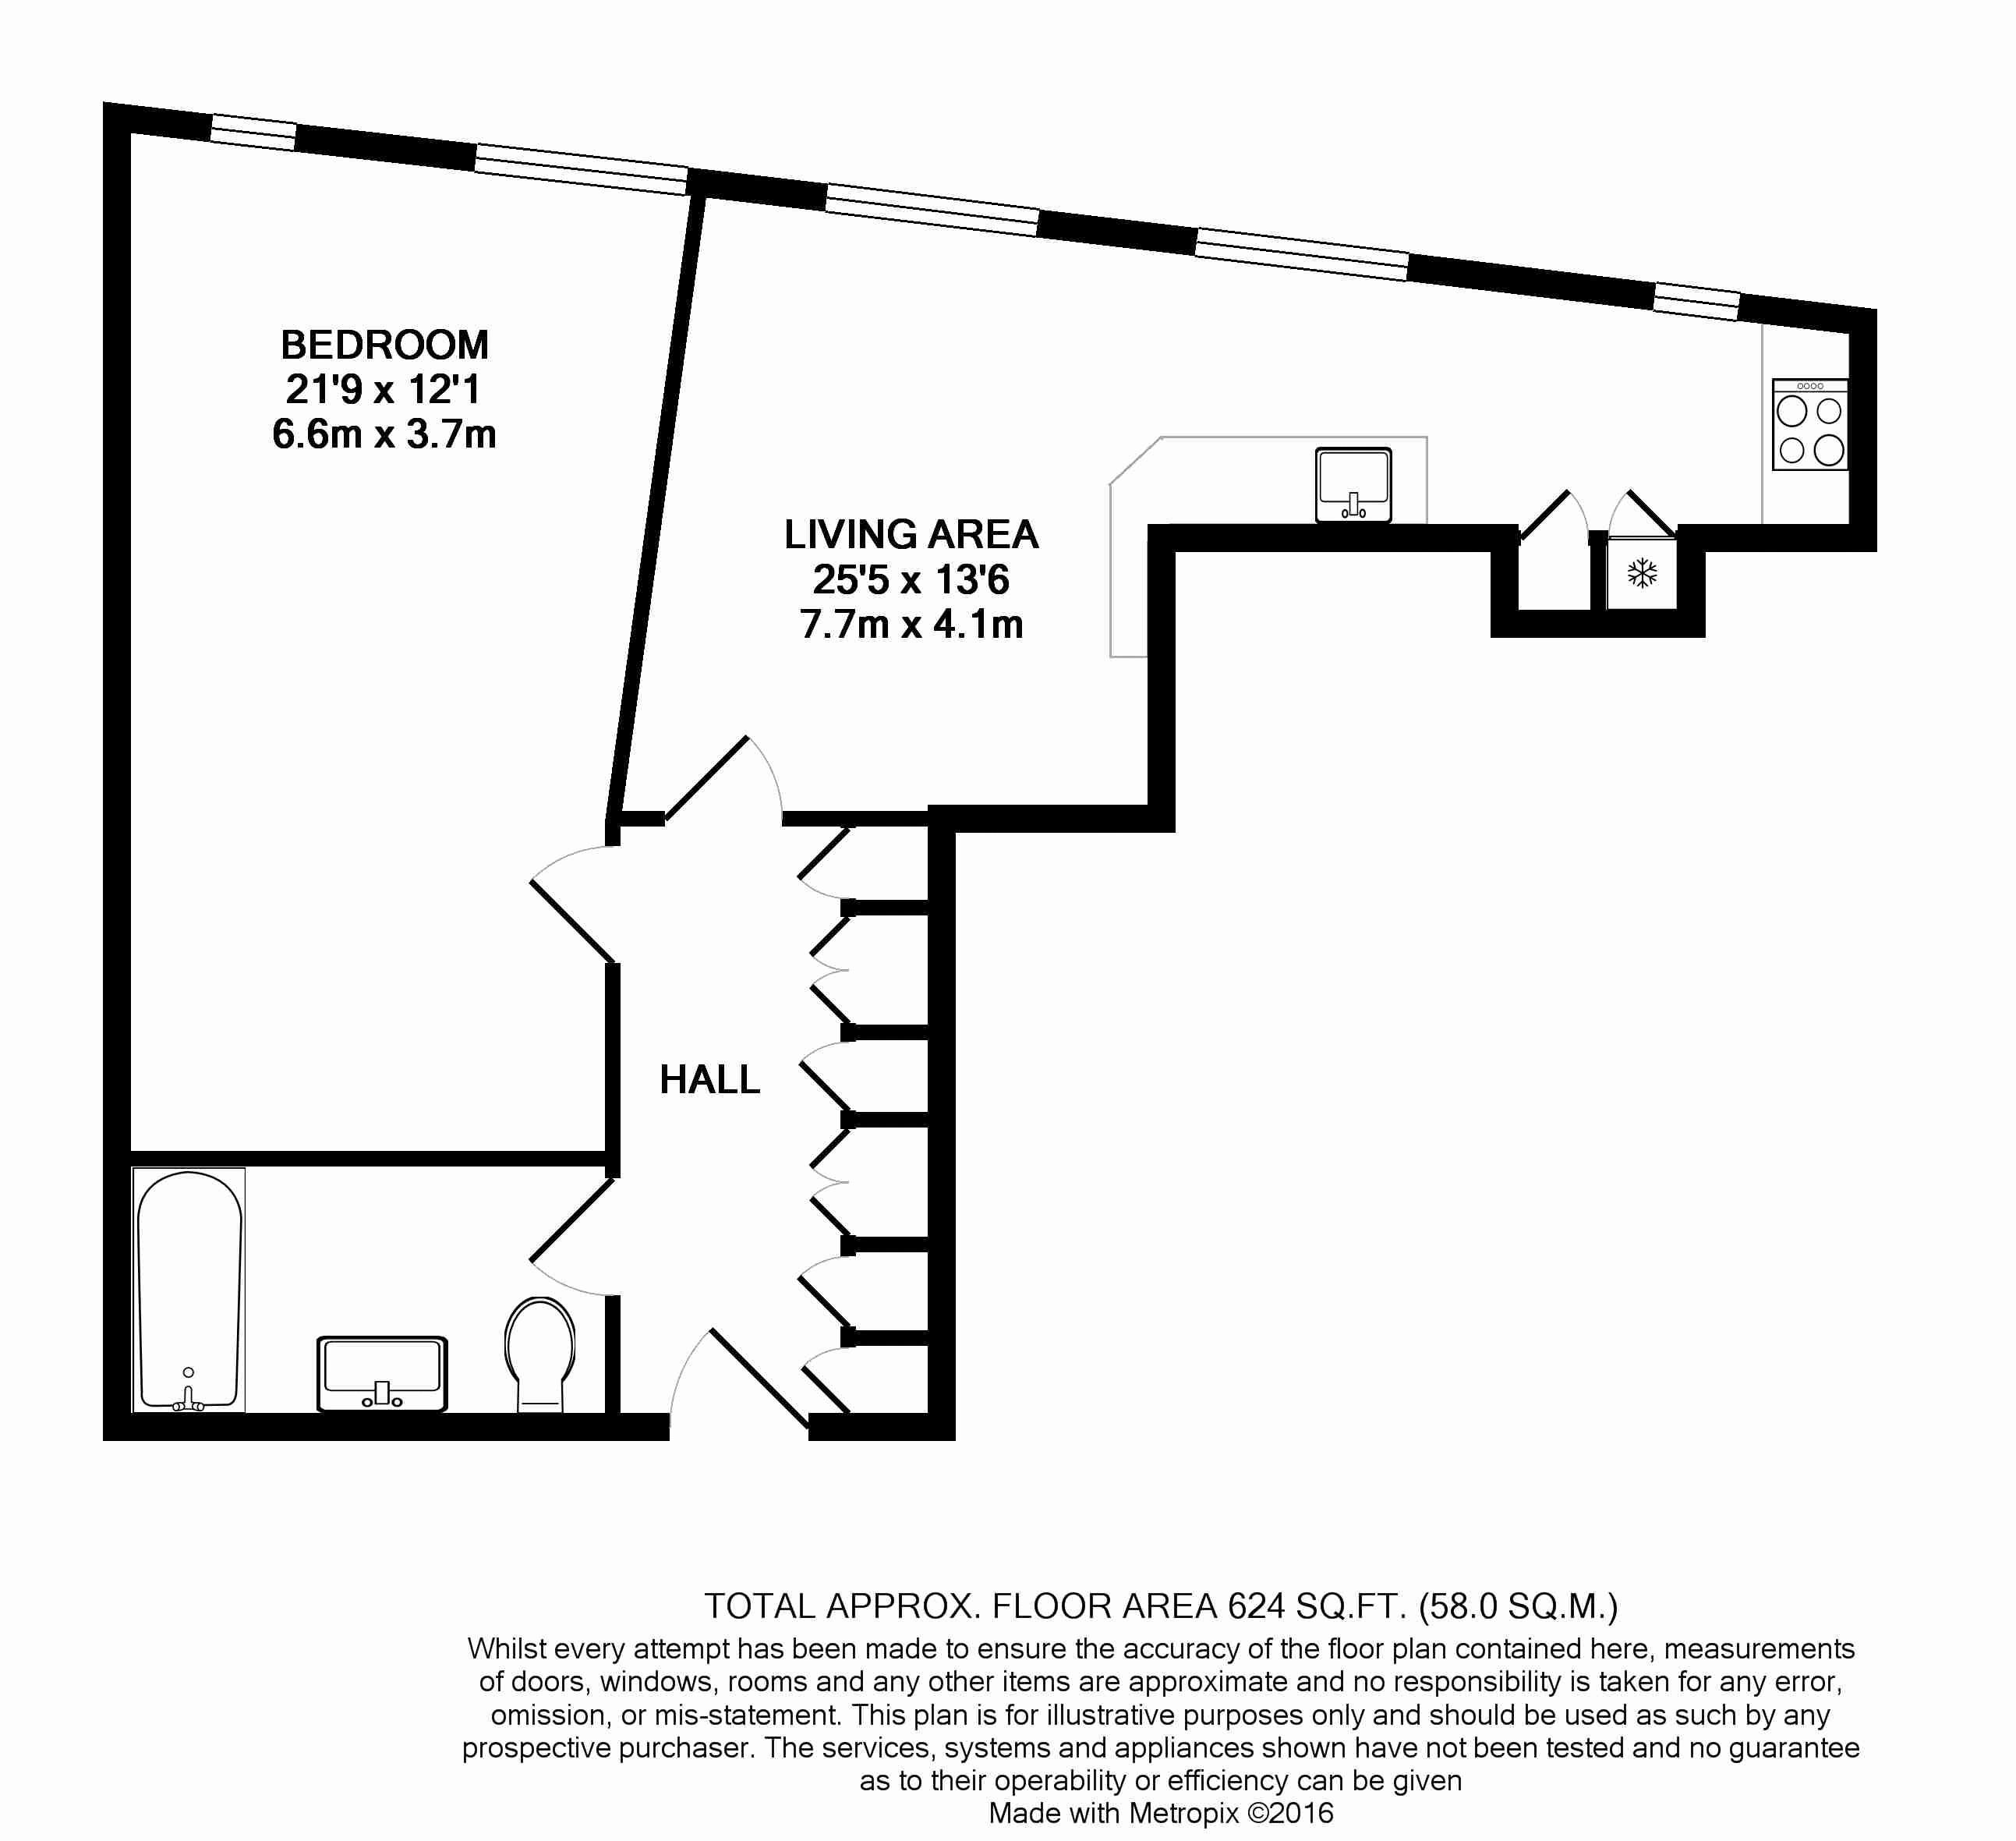 BEDROOM
21'9 x 12'1
6.6m x 3.7m
LIVING AREA
25'5 x 13'6
7.7m x 4.1m
HALL
TOTAL APPROX. FLOOR AREA 624 SQ.FT. (58.0 SQ.M.)
Whilst every attempt has been made to ensure the accuracy of the floor plan contained here, measurements
of doors, windows, rooms and any other items are approximate and no responsibility is taken for any error,
omission, or mis-statement. This plan is for illustrative purposes only and should be used as such by any
prospective purchaser. The services, systems and appliances shown have not been tested and no guarantee
as to their operability or efficiency can be given
Made with Metropix ©2016